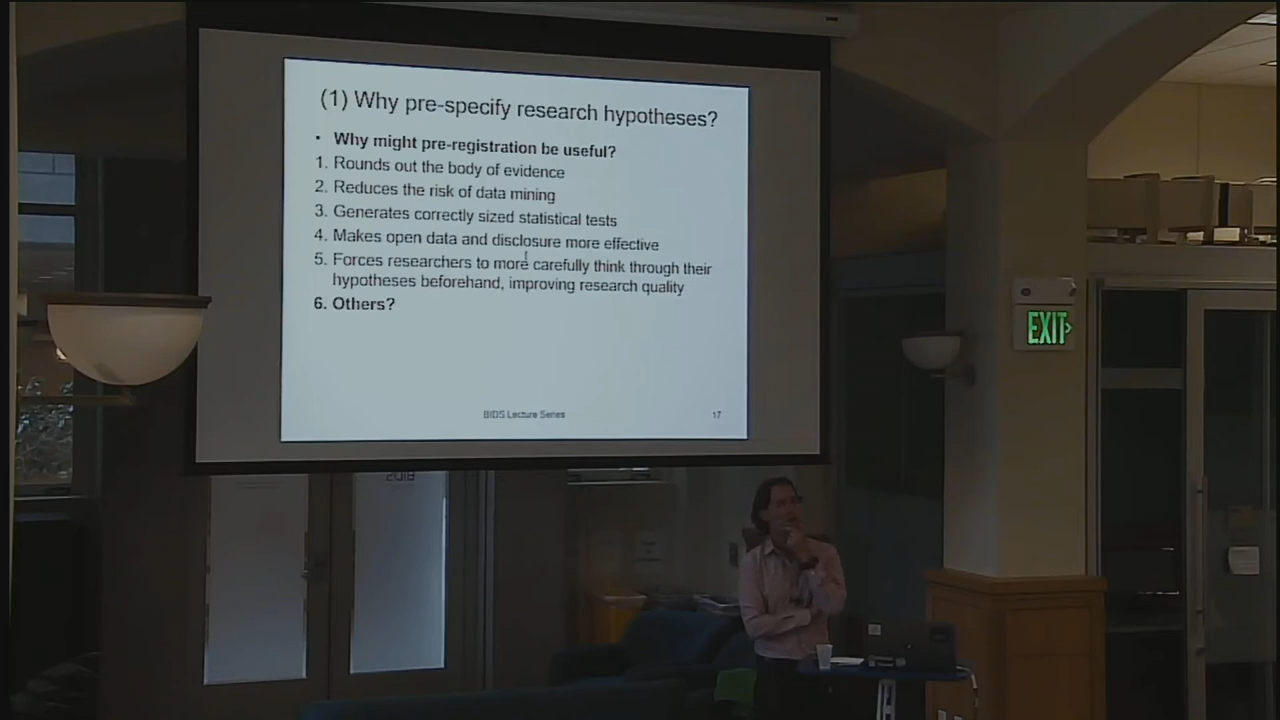 (1) Why pre-specify research hypotheses?
• Why might pre-registration be useful?
1. Rounds out the body of evidence
2. Reduces the risk of data mining
3. Generates correctly sized statistical tests
4. Makes open data and disclosure more effective
5. Forces researchers to more carefully think through their
hypotheses beforehand, improving research quality
6. Others?
BIDS Lecture Series
17
EXIT